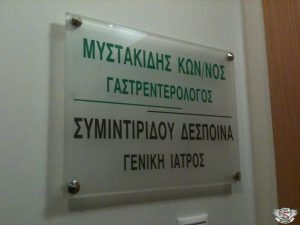 ΜΥΣΤΑΚΙΔΗΣ ΚΩΝ/ΝΟΣ
ΓΑΣΤΡΕΝΤΕΡΟΛΟΓΟΣ
ΣΥΜΙΝΤΙΡΙΔΟΥ ΔΕΣΠΟΙΝΑ
ΓΕΝΙΚΗ ΙΑΤΡΟΣ